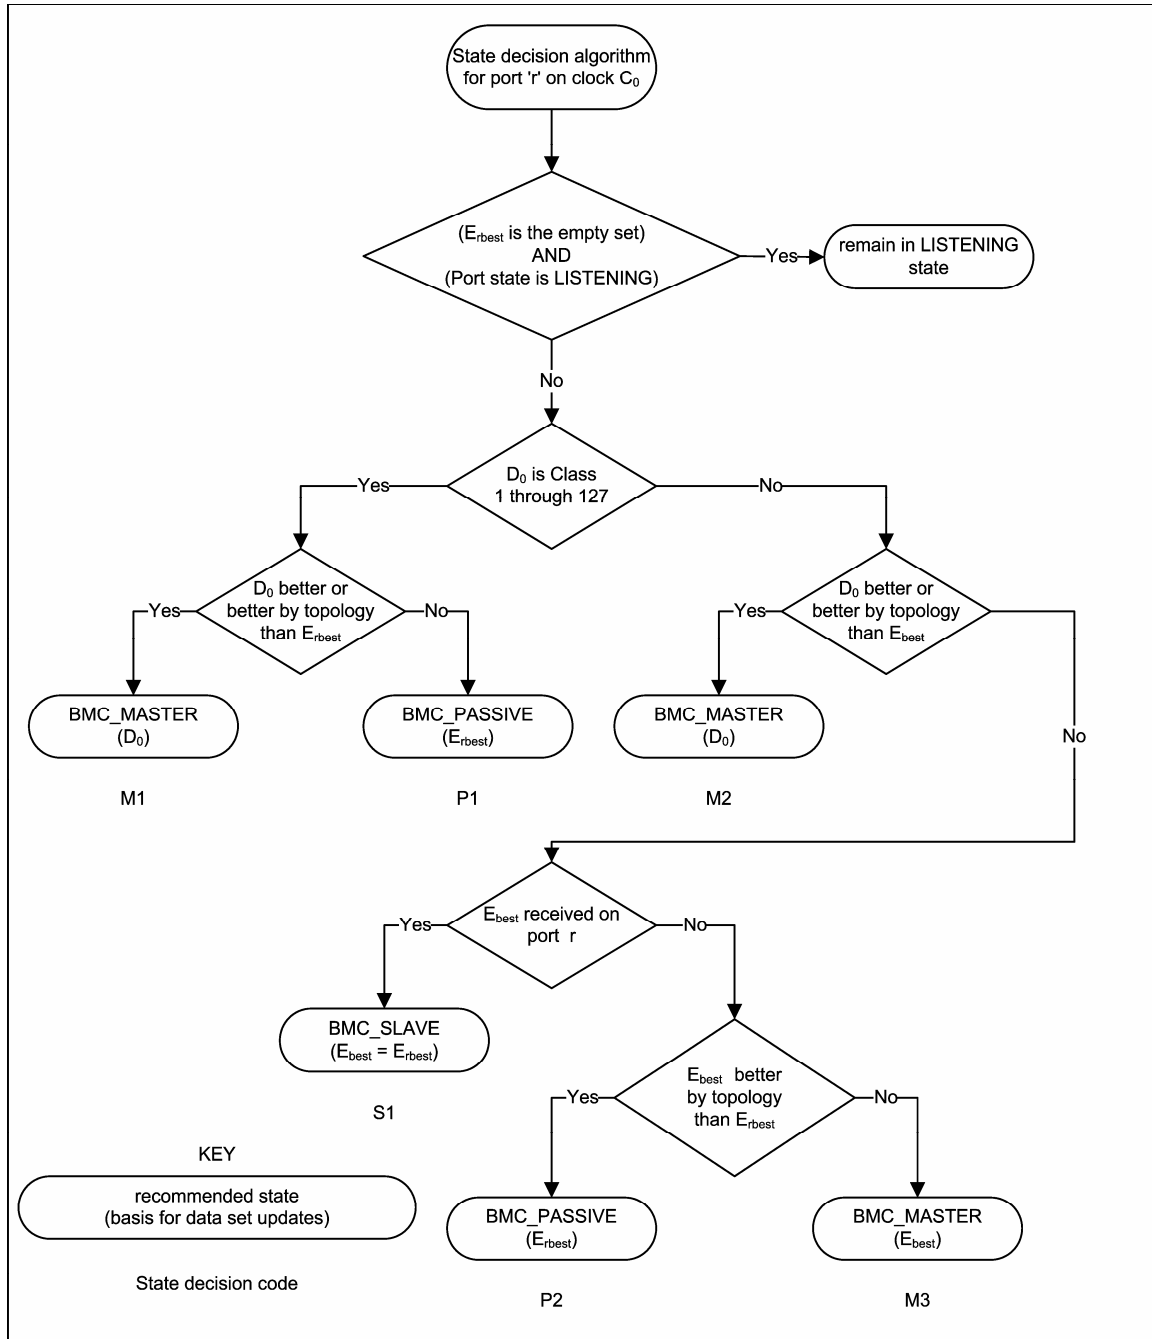 State decision algorithm
for port 'r' on clock C₀
(Erbest is the empty set)
AND
(Port state is LISTENING)
Yes
remain in LISTENING
state
No
D₀ is Class
1 through 127
Yes
No
D₀ better or
better by topology
than Erbest
Yes
No
D₀ better or
better by topology
than Ebest
Yes
No
BMC_MASTER
(D₀)
M1
BMC_PASSIVE
(Erbest)
P1
BMC_MASTER
(D₀)
M2
Ebest received on
port r
Yes
No
BMC_SLAVE
(Ebest = Erbest)
S1
Ebest better
by topology
than Erbest
Yes
No
BMC_PASSIVE
(Erbest)
P2
BMC_MASTER
(Ebest)
M3
KEY
recommended state
(basis for data set updates)
State decision code